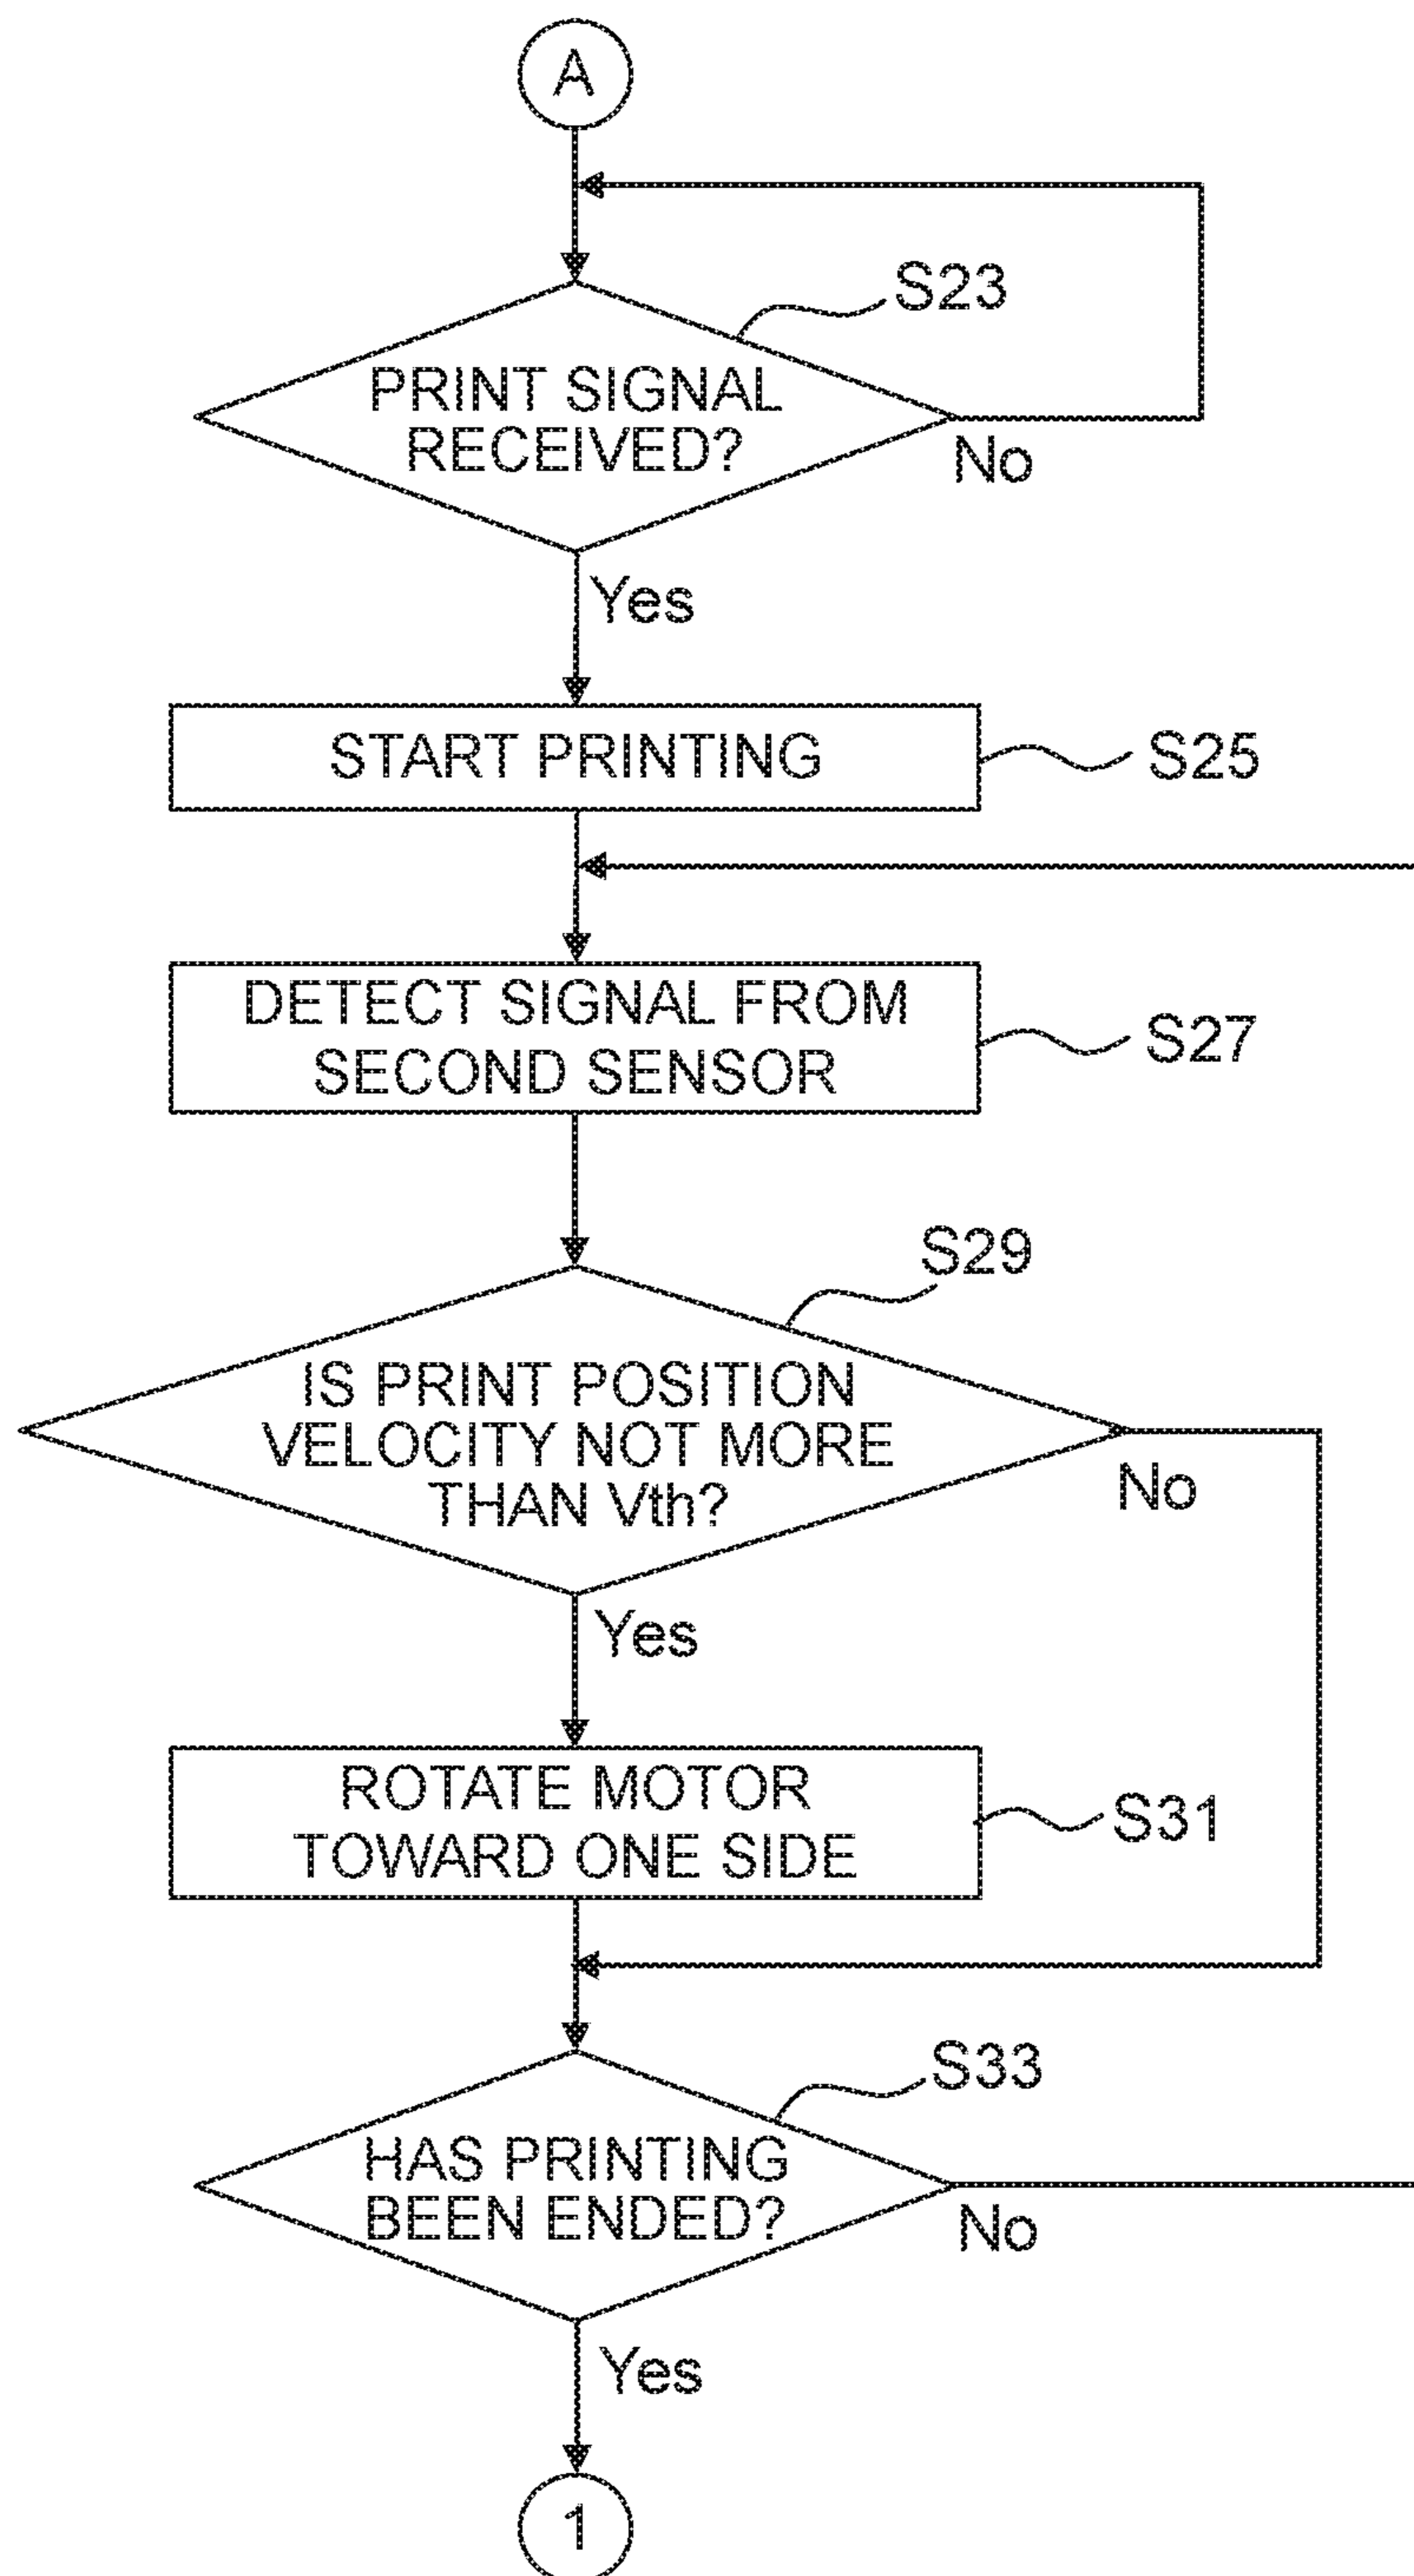 A
S23
PRINT SIGNAL
RECEIVED?
No
Yes
START PRINTING
S25
DETECT SIGNAL FROM
SECOND SENSOR
S27
S29
IS PRINT POSITION
VELOCITY NOT MORE
THAN Vth?
No
Yes
ROTATE MOTOR
TOWARD ONE SIDE
S31
S33
HAS PRINTING
BEEN ENDED?
No
Yes
1